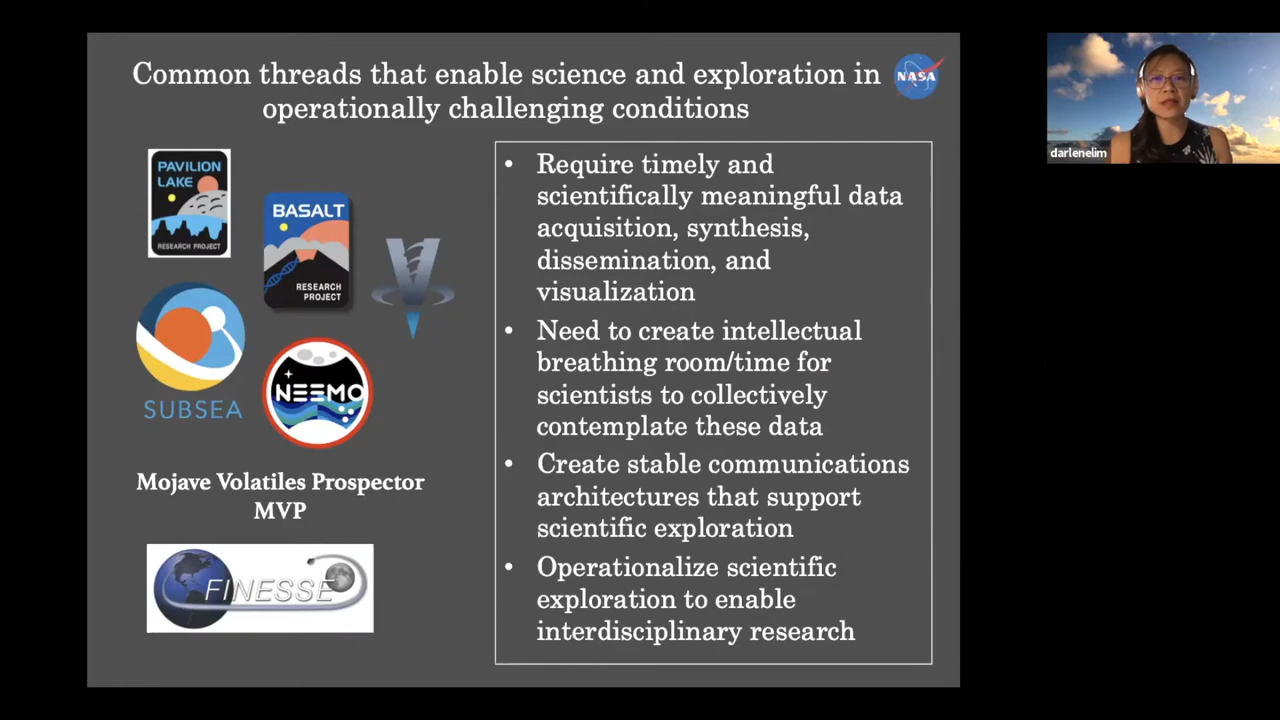 Common threads that enable science and exploration in
operationally challenging conditions
NASA
PAVILION
LAKE
RESEARCH PROJECT
BASALT
RESEARCH
PROJECT
V
SUBSEA
NEEMO
Mojave Volatiles Prospector
MVP
FINESSE
• Require timely and
scientifically meaningful data
acquisition, synthesis,
dissemination, and
visualization
• Need to create intellectual
breathing room/time for
scientists to collectively
contemplate these data
• Create stable communications
architectures that support
scientific exploration
• Operationalize scientific
exploration to enable
interdisciplinary research
darlenelim